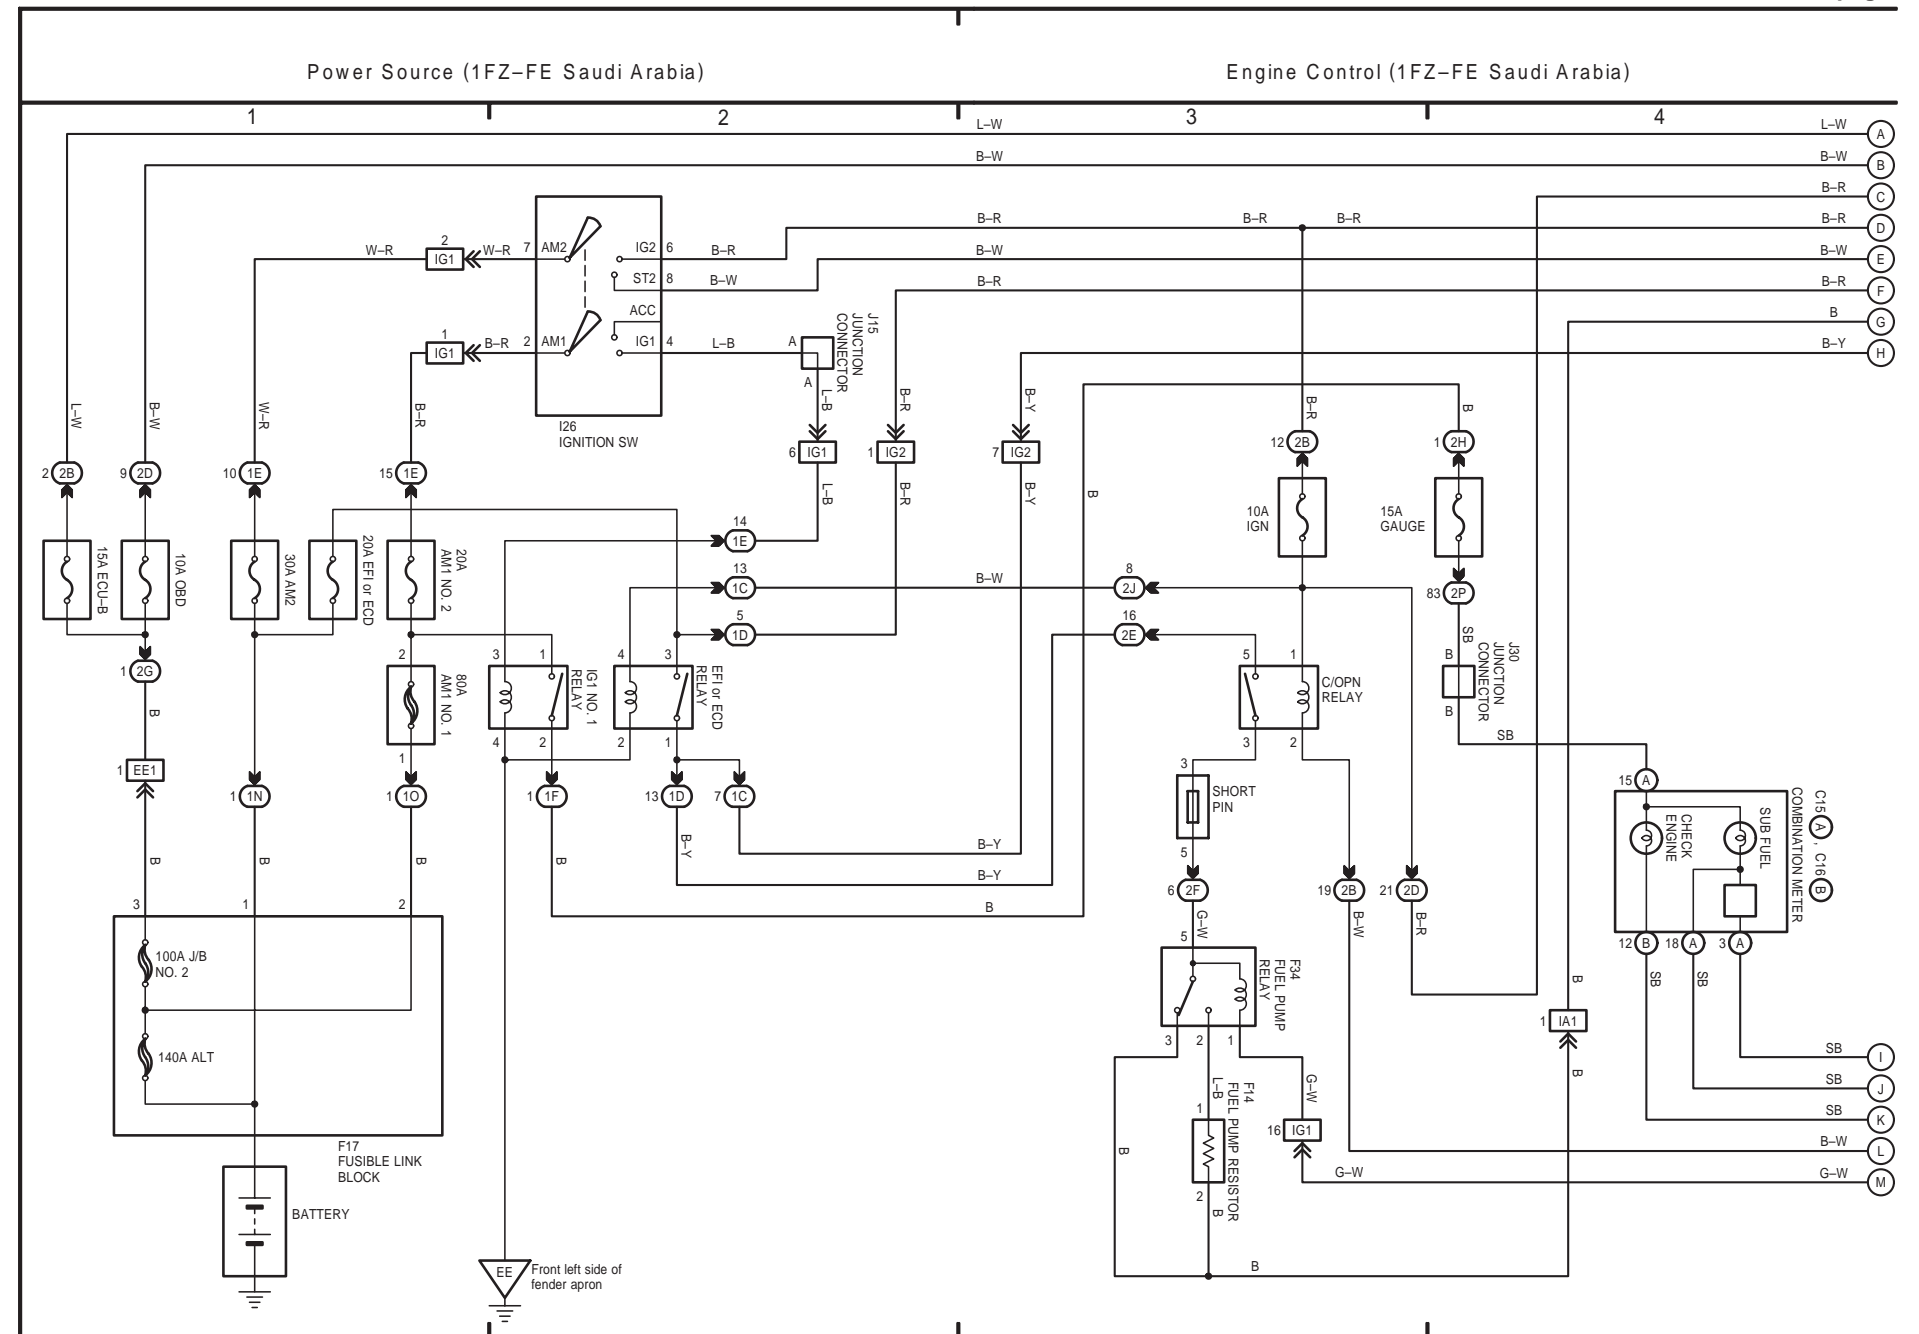 Power Source (1FZ–FE Saudi Arabia)
Engine Control (1FZ–FE Saudi Arabia)
1
2
3
4
L–W
L–W
A
B–W
B–W
B
B–R
C
B–R
B–R
B–R
B–R
D
B–W
B–W
E
B–R
B–R
F
B
G
B–Y
H
W–R
2
IG1
W–R
7
AM2
IG2
6
B–R
ST2
8
B–W
ACC
1
IG1
B–R
2
AM1
IG1
4
L–B
A
A
J15
JUNCTION
CONNECTOR
I26
IGNITION SW
L–W
B–W
W–R
B–R
L–B
B–R
B–Y
B–R
B
2
2B
9
2D
10
1E
15
1E
6
IG1
1
IG2
7
IG2
12
2B
1
2H
L–B
B–R
B–Y
B
15A ECU–B
10A OBD
30A AM2
20A EFI or ECD
20A
AM1 NO. 2
14
1E
13
1C
B–W
8
2J
5
1D
16
2E
10A
IGN
15A
GAUGE
83
2P
SB
1
2G
B
1
EE1
2
80A
AM1 NO. 1
1
3
1
IG1 NO. 1
RELAY
4
2
4
3
EFI or ECD
RELAY
2
1
5
1
C/OPN
RELAY
3
2
B
J30
JUNCTION
CONNECTOR
B
SB
1
1N
1
1O
1
1F
13
1D
7
1C
B–Y
B–Y
B–Y
B
3
SHORT
PIN
5
6
2F
19
2B
21
2D
G–W
B–W
B–R
15
A
CHECK
ENGINE
SUB FUEL
C15 A , C16 B
COMBINATION METER
12
B
18
A
3
A
SB
SB
B
B
B
B
3
1
2
100A J/B
NO. 2
140A ALT
F17
FUSIBLE LINK
BLOCK
BATTERY
EE
Front left side of
fender apron
5
F34
FUEL PUMP
RELAY
3
2
1
L–B
F14
FUEL PUMP RESISTOR
1
2
B
B
G–W
16
IG1
G–W
B
B
1
IA1
B
SB
I
SB
J
SB
K
B–W
L
G–W
M